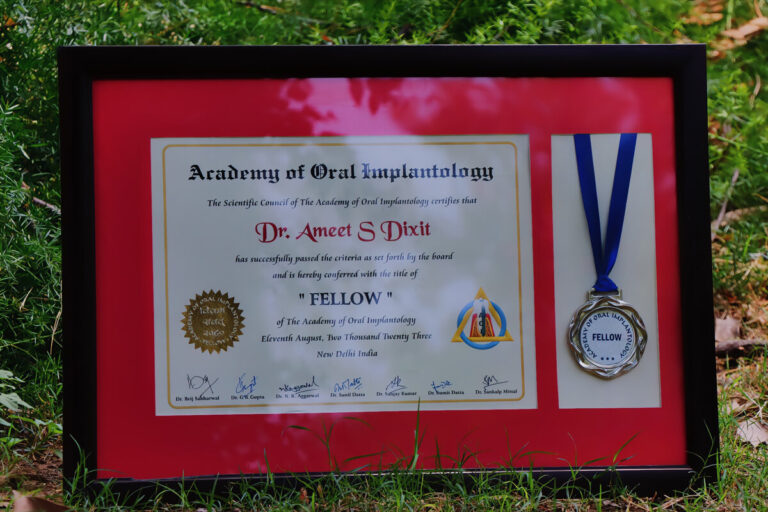 Academy of Oral Implantology
The Scientific Council of The Academy of Oral Implantology certifies that
Dr. Ameet S Dixit
has successfully passed the criteria as set forth by the board
and is hereby conferred with the title of
" FELLOW "
of The Academy of Oral Implantology
Eleventh August, Two Thousand Twenty Three
New Delhi India
Dr. Brij Sabharwal Dr. G K Gupta Dr. N. K. Aggarwal Dr. Sunil Datta Dr. Sanjay Kumar Dr. Sumit Datta Dr. Sankalp Mittal
ACADEMY OF ORAL IMPLANTOLOGY
FELLOW